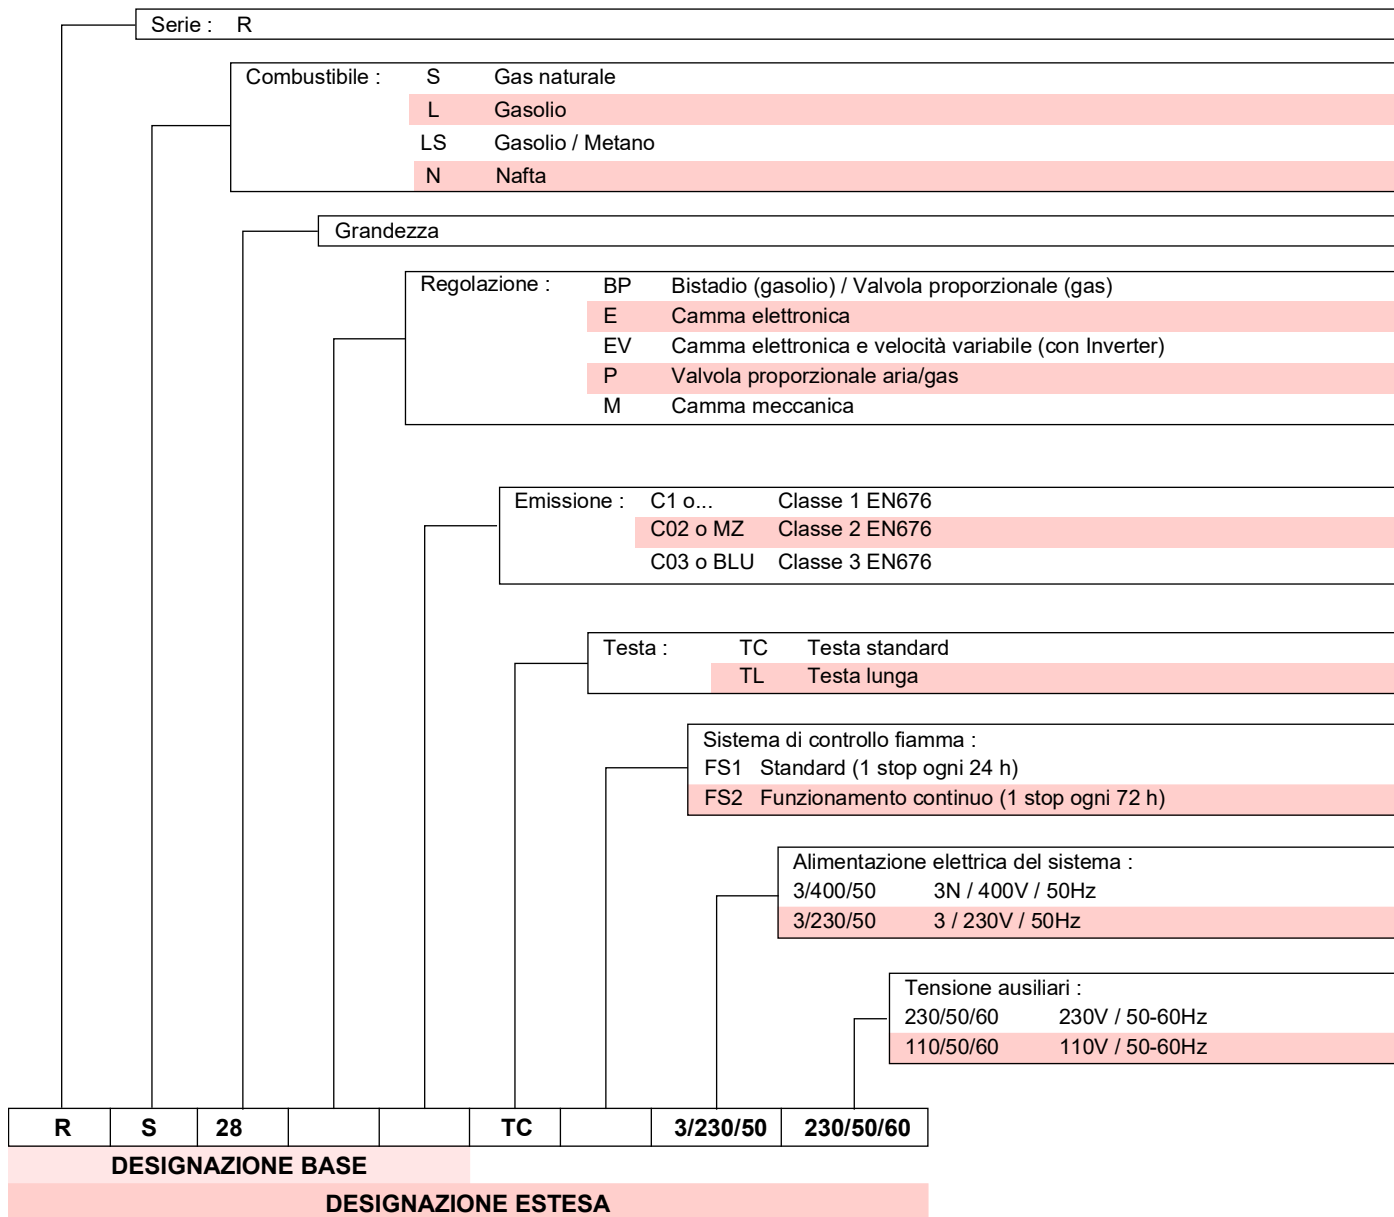 Serie : R
Combustibile : S Gas naturale
L Gasolio
LS Gasolio / Metano
N Nafta
Grandezza
Regolazione : BP Bistadio (gasolio) / Valvola proporzionale (gas)
E Camma elettronica
EV Camma elettronica e velocità variabile (con Inverter)
P Valvola proporzionale aria/gas
M Camma meccanica
Emissione : C1 o... Classe 1 EN676
C02 o MZ Classe 2 EN676
C03 o BLU Classe 3 EN676
Testa : TC Testa standard
TL Testa lunga
Sistema di controllo fiamma :
FS1 Standard (1 stop ogni 24 h)
FS2 Funzionamento continuo (1 stop ogni 72 h)
Alimentazione elettrica del sistema :
3/400/50 3N / 400V / 50Hz
3/230/50 3 / 230V / 50Hz
Tensione ausiliari :
230/50/60 230V / 50-60Hz
110/50/60 110V / 50-60Hz
R S 28 TC 3/230/50 230/50/60
DESIGNAZIONE BASE
DESIGNAZIONE ESTESA